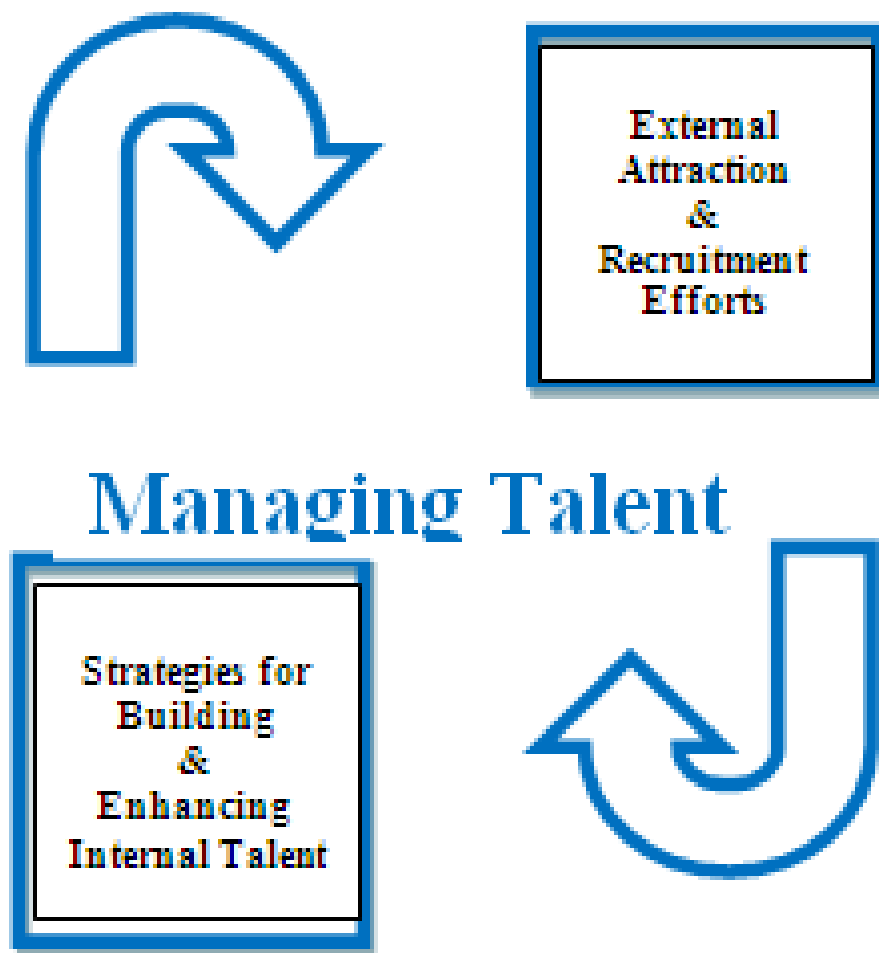 External
Attraction
&
Recruitment
Efforts
Managing Talent
Strategies for
Building
&
Enhancing
Internal Talent